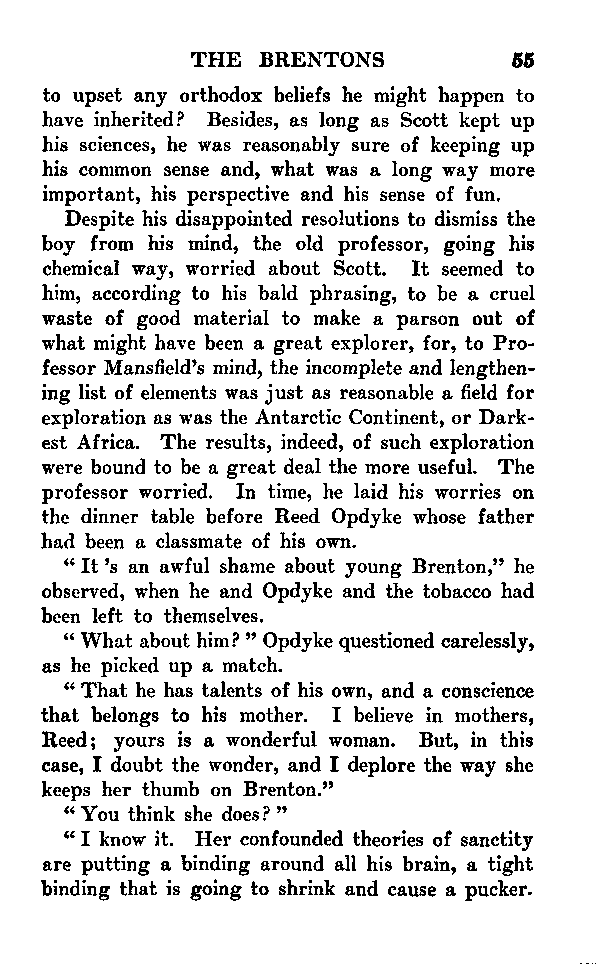 THE BRENTONS 55
to upset any orthodox beliefs he might happen to
have inherited? Besides, as long as Scott kept up
his sciences, he was reasonably sure of keeping up
his common sense and, what was a long way more
important, his perspective and his sense of fun.
Despite his disappointed resolutions to dismiss the
boy from his mind, the old professor, going his
chemical way, worried about Scott. It seemed to
him, according to his bald phrasing, to be a cruel
waste of good material to make a parson out of
what might have been a great explorer, for, to Pro-
fessor Mansfield's mind, the incomplete and lengthen-
ing list of elements was just as reasonable a field for
exploration as was the Antarctic Continent, or Dark-
est Africa. The results, indeed, of such exploration
were bound to be a great deal the more useful. The
professor worried. In time, he laid his worries on
the dinner table before Reed Opdyke whose father
had been a classmate of his own.
“ It 's an awful shame about young Brenton,” he
observed, when he and Opdyke and the tobacco had
been left to themselves.
“ What about him? ” Opdyke questioned carelessly,
as he picked up a match.
“ That he has talents of his own, and a conscience
that belongs to his mother. I believe in mothers,
Reed; yours is a wonderful woman. But, in this
case, I doubt the wonder, and I deplore the way she
keeps her thumb on Brenton.”
“ You think she does? ”
“ I know it. Her confounded theories of sanctity
are putting a binding around all his brain, a tight
binding that is going to shrink and cause a pucker.